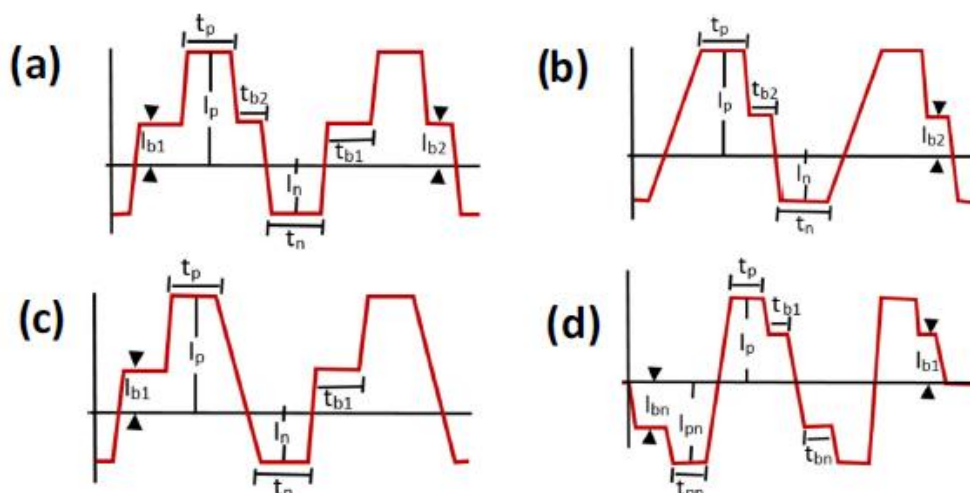 (a)
tp
Ip
tb2
Ib1
tb1
Ib2
In
tn
(b)
tp
Ip
tb2
Ib2
In
tn
(c)
tp
Ip
Ib1
tb1
In
tn
(d)
tp
tb1
Ip
Ib1
Ibn
Ipn
tbn
tpn